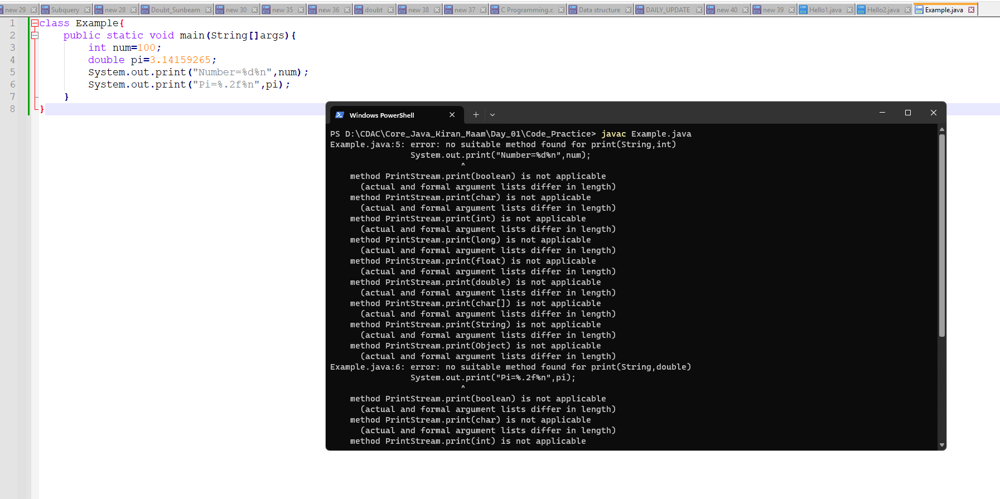 new 29 Subquery new 28 Doubt_Sunbeam new 30 new 35 new 36 doubt new 38 new 37 C Programming.c Data structure DAILY_UPDATE new 40 new 39 Hello1.java Hello2.java Example.java
1 class Example{
2 public static void main(String[]args){
3 int num=100;
4 double pi=3.14159265;
5 System.out.print("Number=%d%n",num);
6 System.out.print("Pi=%.2f%n",pi);
7 }
8 }
Windows PowerShell
PS D:\CDAC\Core_Java_Kiran_Maam\Day_01\Code_Practice> javac Example.java
Example.java:5: error: no suitable method found for print(String,int)
System.out.print("Number=%d%n",num);
^
method PrintStream.print(boolean) is not applicable
(actual and formal argument lists differ in length)
method PrintStream.print(char) is not applicable
(actual and formal argument lists differ in length)
method PrintStream.print(int) is not applicable
(actual and formal argument lists differ in length)
method PrintStream.print(long) is not applicable
(actual and formal argument lists differ in length)
method PrintStream.print(float) is not applicable
(actual and formal argument lists differ in length)
method PrintStream.print(double) is not applicable
(actual and formal argument lists differ in length)
method PrintStream.print(char[]) is not applicable
(actual and formal argument lists differ in length)
method PrintStream.print(String) is not applicable
(actual and formal argument lists differ in length)
method PrintStream.print(Object) is not applicable
(actual and formal argument lists differ in length)
Example.java:6: error: no suitable method found for print(String,double)
System.out.print("Pi=%.2f%n",pi);
^
method PrintStream.print(boolean) is not applicable
(actual and formal argument lists differ in length)
method PrintStream.print(char) is not applicable
(actual and formal argument lists differ in length)
method PrintStream.print(int) is not applicable